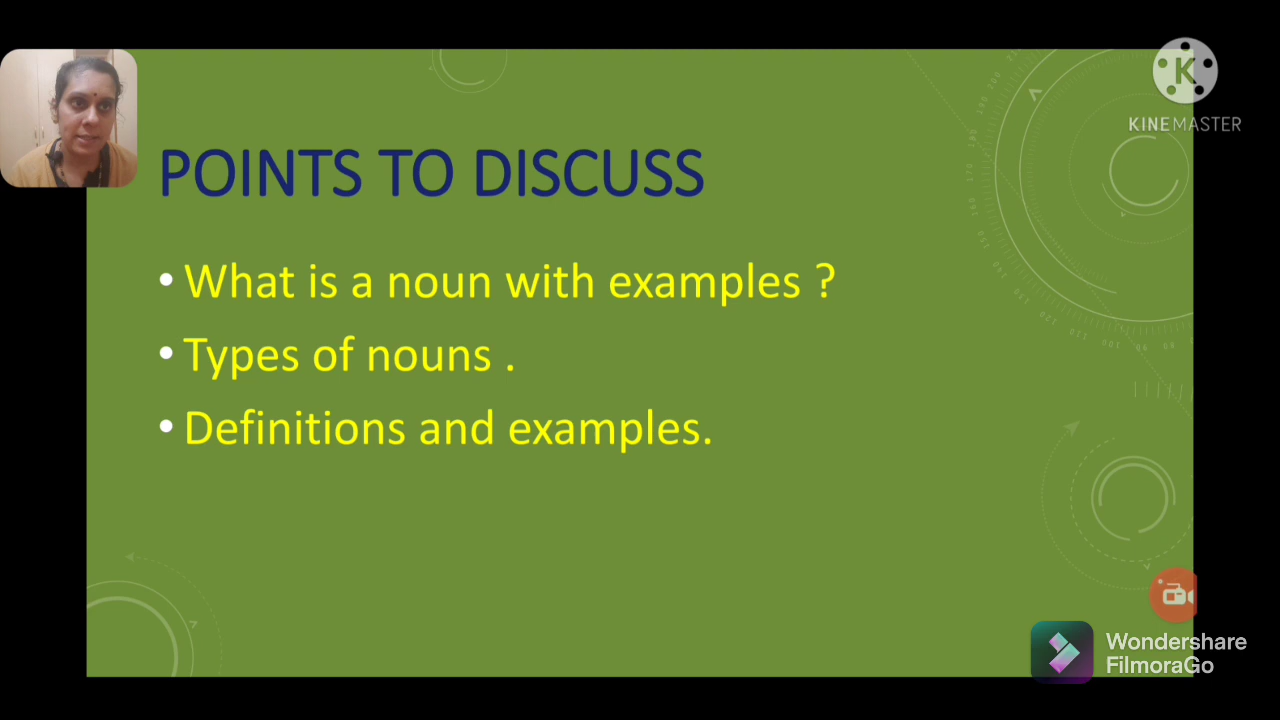 KINEMASTER
POINTS TO DISCUSS
• What is a noun with examples ?
• Types of nouns .
• Definitions and examples.
Wondershare
FilmoraGo